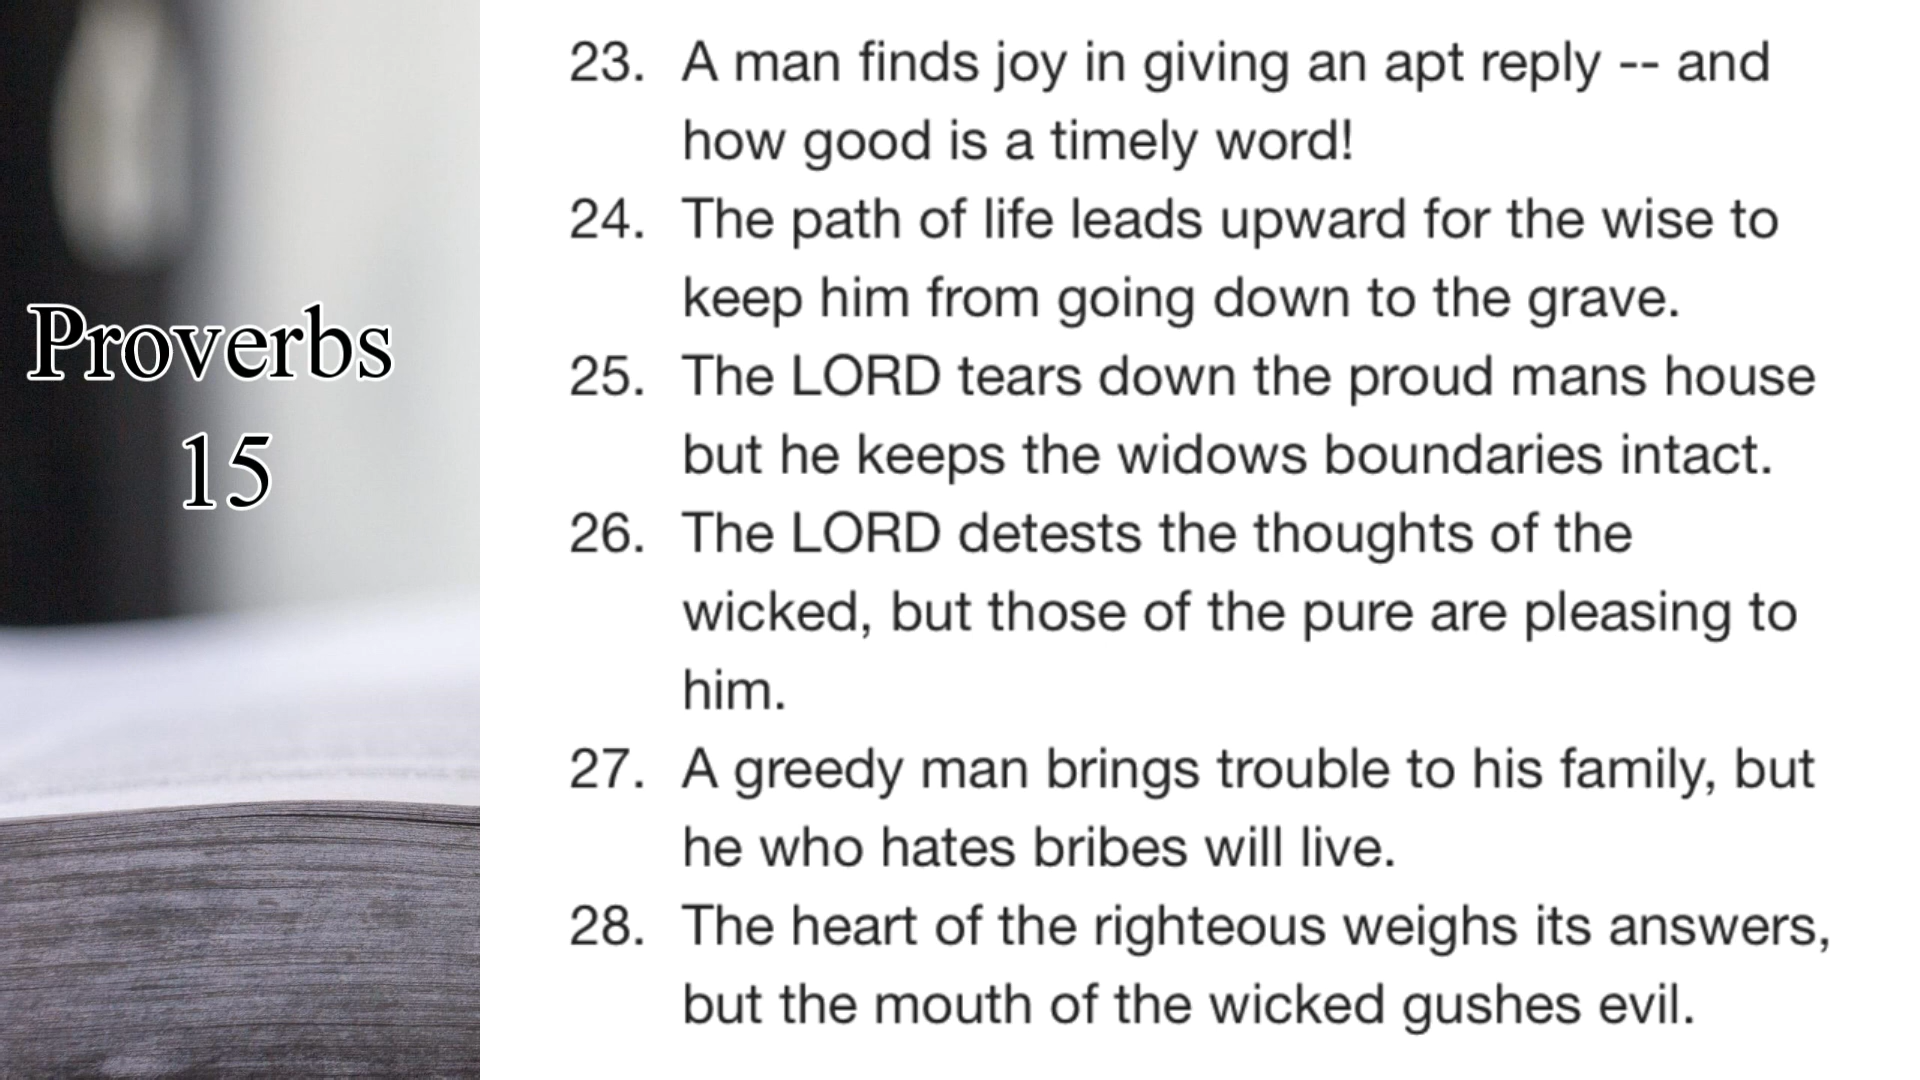 Proverbs
15
23. A man finds joy in giving an apt reply -- and
how good is a timely word!
24. The path of life leads upward for the wise to
keep him from going down to the grave.
25. The LORD tears down the proud mans house
but he keeps the widows boundaries intact.
26. The LORD detests the thoughts of the
wicked, but those of the pure are pleasing to
him.
27. A greedy man brings trouble to his family, but
he who hates bribes will live.
28. The heart of the righteous weighs its answers,
but the mouth of the wicked gushes evil.